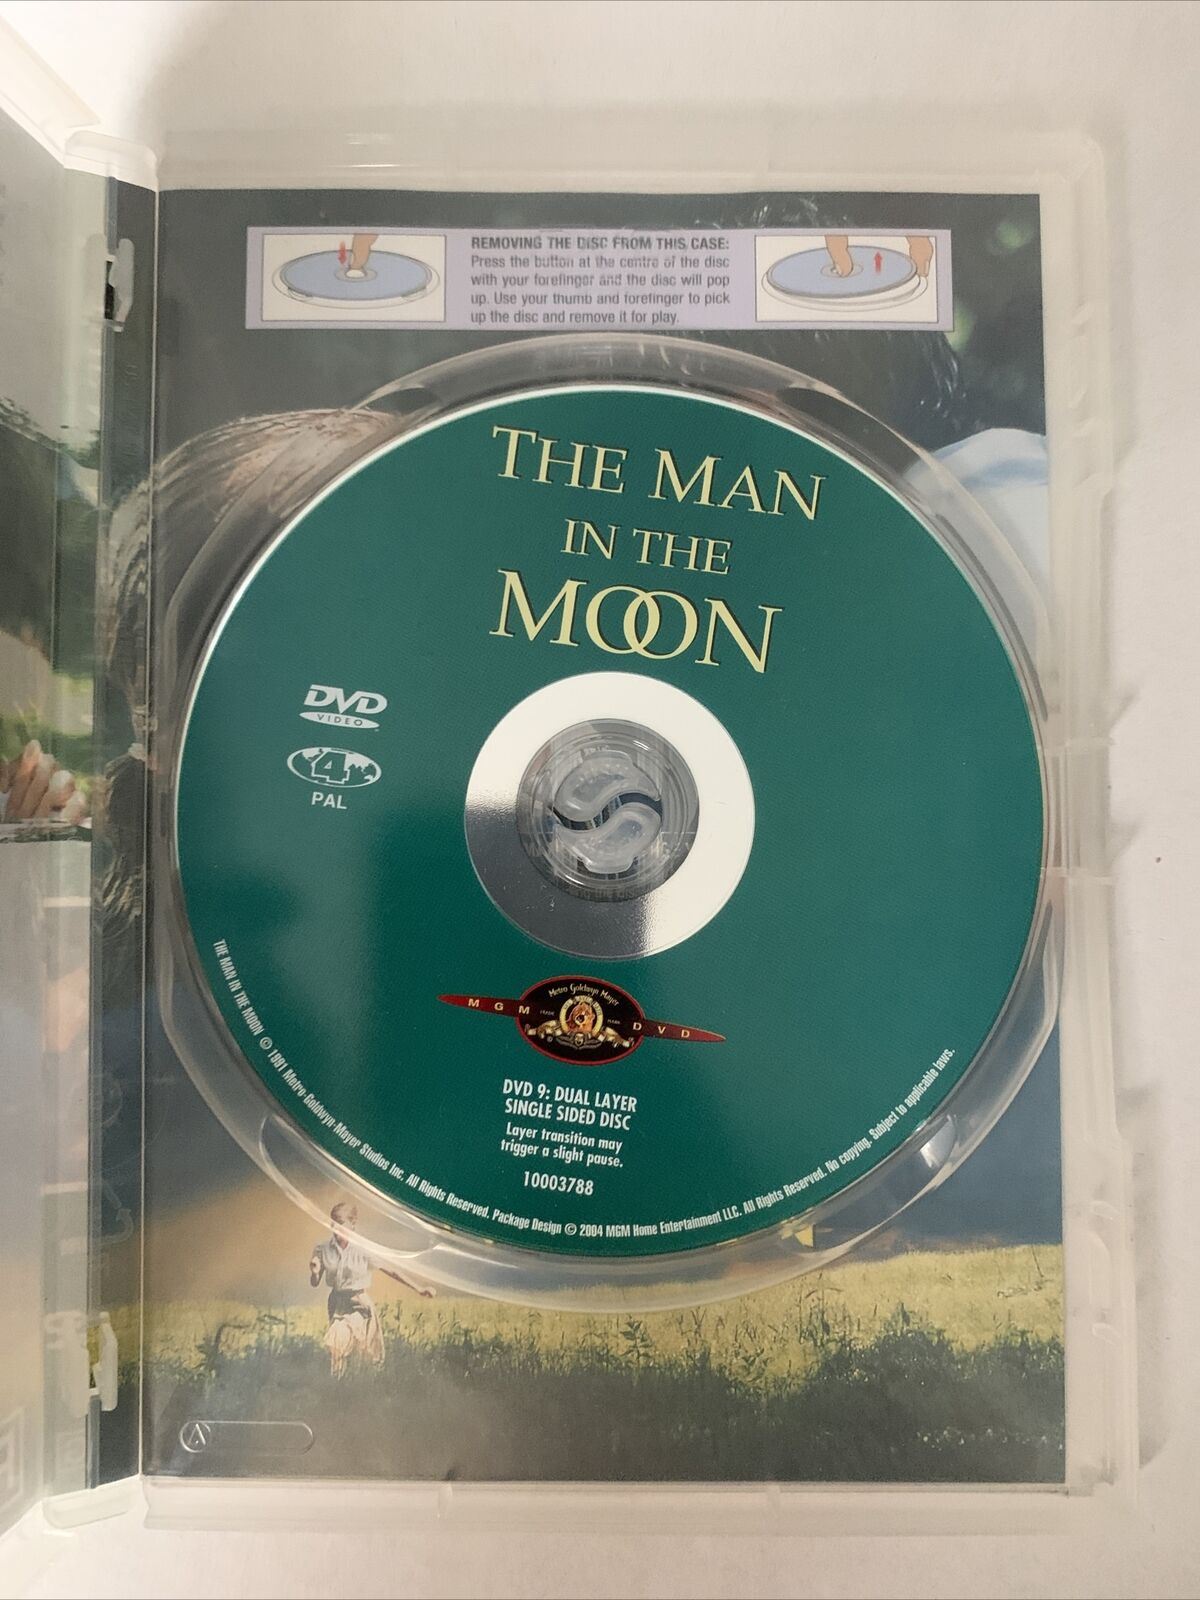 REMOVING THE DISC FROM THIS CASE:
Press the button at the centre of the disc
with your forefinger and the disc will pop
up. Use your thumb and forefinger to pick
up the disc and remove it for play.
THE MAN
IN THE
MOON
DVD
VIDEO
4
PAL
Metro Goldwyn Mayer
MGM DVD
DVD 9: DUAL LAYER
SINGLE SIDED DISC
Layer transition may
trigger a slight pause.
10003788
THE MAN IN THE MOON © 1991 Metro-Goldwyn-Mayer Studios Inc. All Rights Reserved. Package Design © 2004 MGM Home Entertainment LLC. All Rights Reserved. No copying. Subject to applicable laws.